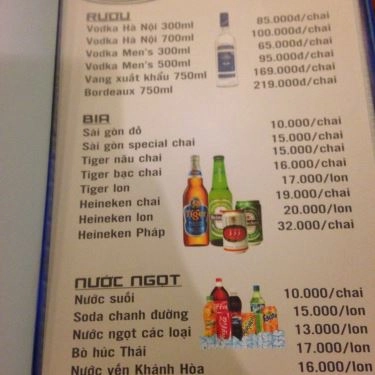 RƯỢU
Vodka Hà Nội 300ml 85.000đ/chai
Vodka Hà Nội 700ml 100.000đ/chai
Vodka Men's 300ml 65.000đ/chai
Vodka Men's 500ml 95.000đ/chai
Vang xuất khẩu 750ml 169.000đ/chai
Bordeaux 750ml 219.000đ/chai
BIA
Sài gòn đỏ 10.000/chai
Sài gòn special chai 15.000/chai
Tiger nâu chai 15.000/chai
Tiger bạc chai 16.000/chai
Tiger lon 17.000/lon
Heineken chai 19.000/chai
Heineken lon 20.000/lon
Heineken Pháp 32.000/chai
Tiger
Heineken
333
NƯỚC NGỌT
Nước suối 10.000/chai
Soda chanh đường 15.000/lon
Nước ngọt các loại 13.000/lon
Bò húc Thái 17.000/lon
Nước yến Khánh Hòa 16.000/lon